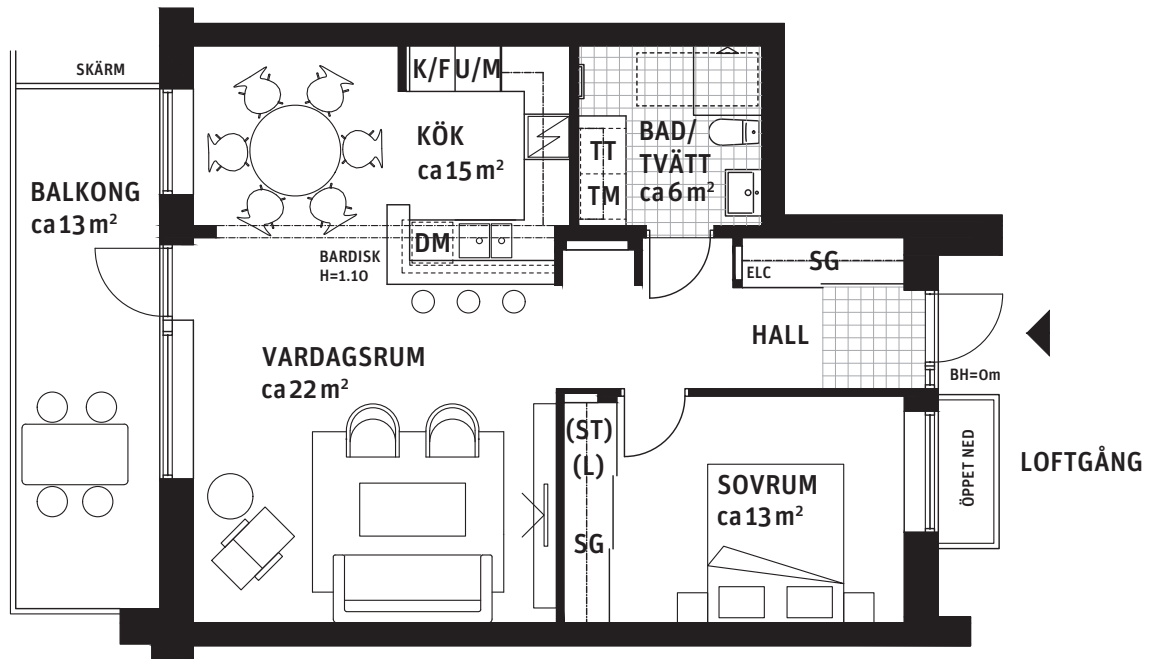 SKÄRM
K/F U/M
KÖK
ca 15 m²
BAD/
TVÄTT
ca 6 m²
TT
TM
BALKONG
ca 13 m²
DM
BARDISK
H=1.10
ELC
SG
HALL
VARDAGSRUM
ca 22 m²
BH=0m
(ST)
(L)
SG
SOVRUM
ca 13 m²
ÖPPET NED
LOFTGÅNG